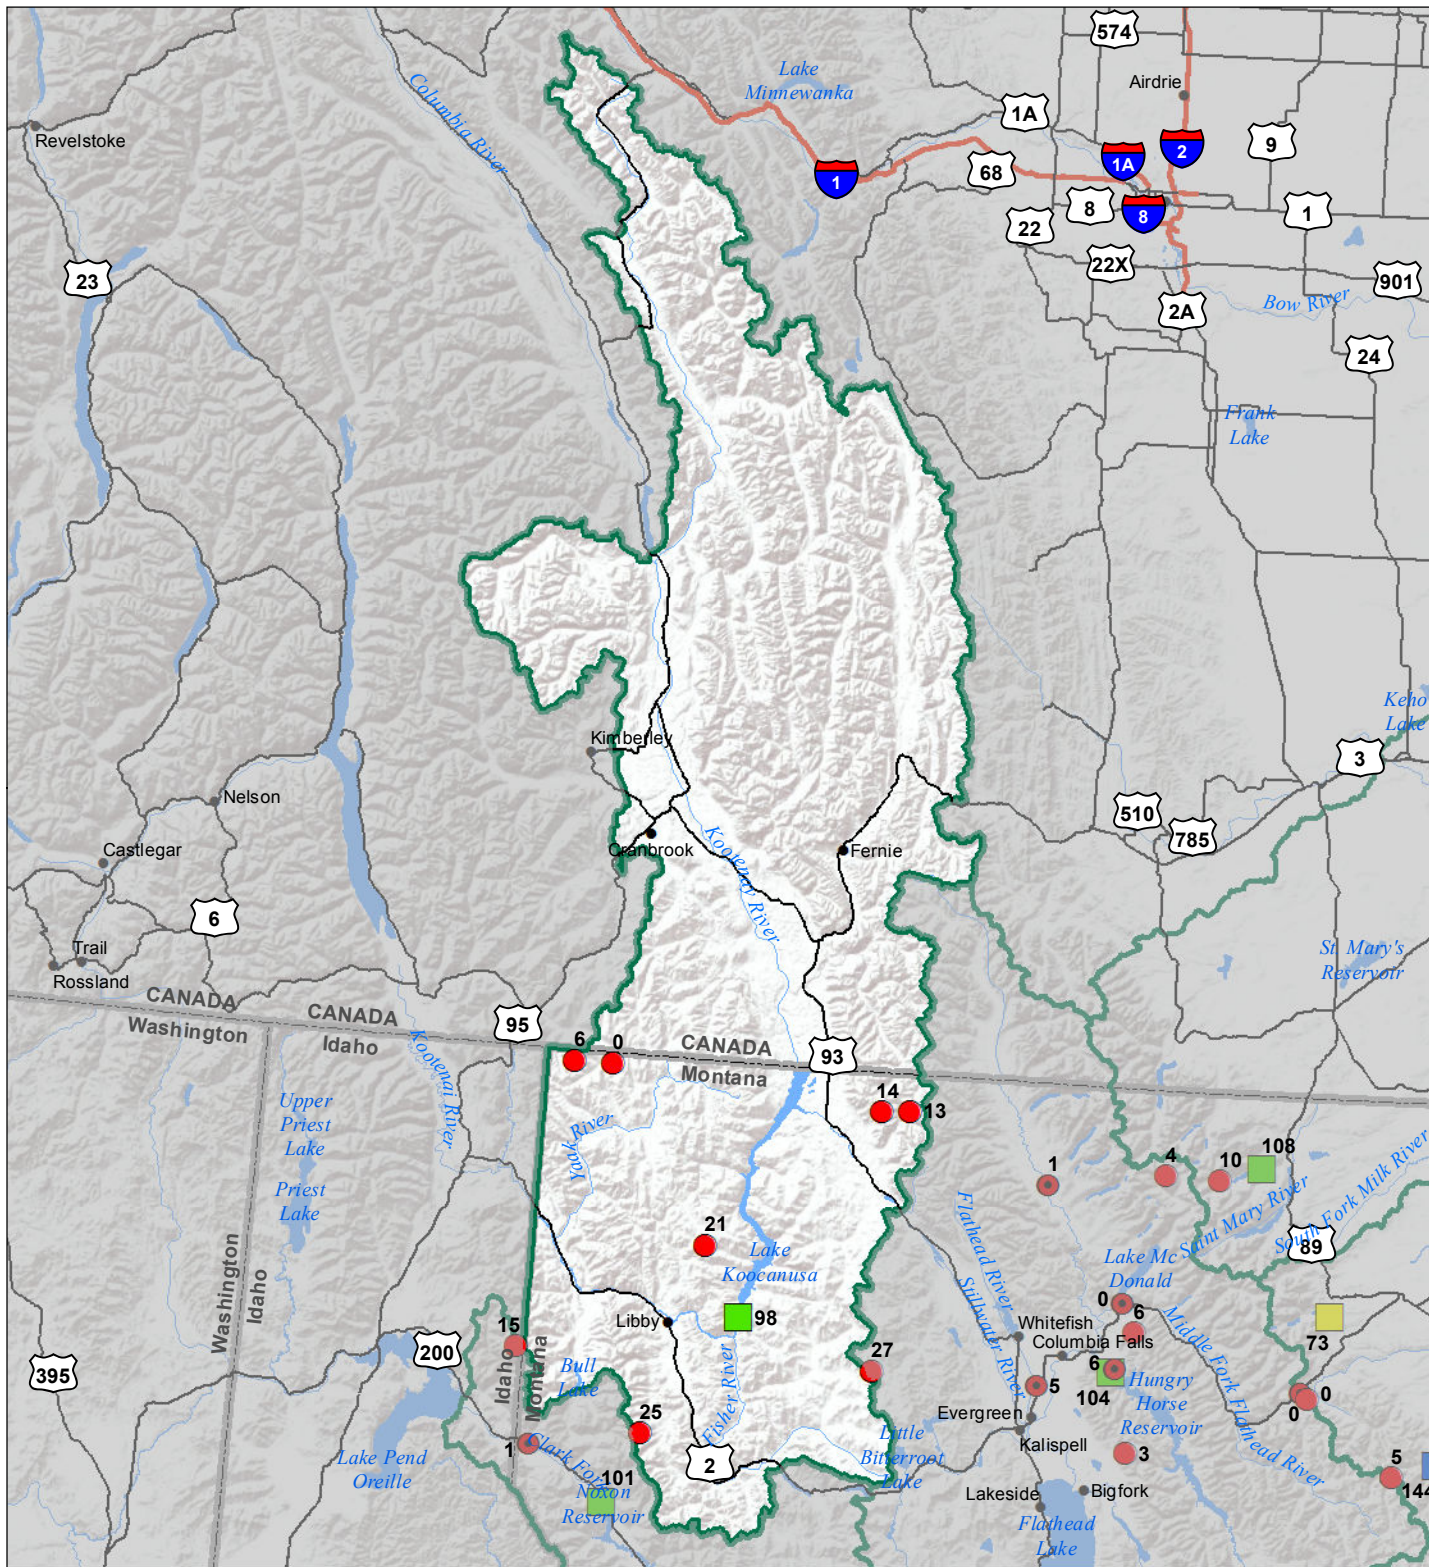 574
Airdrie
Lake
Minnewanka
Columbia River
1A
Revelstoke
9
2
1A
68
1
8
8
1
22
22X
23
901
Bow River
2A
24
Frank
Lake
Keho
Lake
3
Kimberley
Nelson
510
785
Cranbrook
Kootenay River
Fernie
Castlegar
6
Trail
Rossland
St. Mary's
Reservoir
CANADA
Washington
CANADA
Idaho
95
Kootenai River
6
0
CANADA
Montana
93
14
13
Upper
Priest
Lake
Priest
Lake
Yaak River
1
4
10
108
Saint Mary River
South Fork Milk River
89
Flathead River
Stillwater River
21
Lake
Koocanusa
Lake Mc
Donald
0
6
Middle Fork Flathead River
Washington
Idaho
Libby
98
Whitefish
Columbia Falls
73
15
200
Idaho
Montana
Bull
Lake
395
27
6
104
Hungry
Horse
Reservoir
5
0
0
Evergreen
Kalispell
25
Fisher River
Little
Bitterroot
Lake
2
1
Clark Fork
Lake Pend
Oreille
101
Noxon
Reservoir
3
5
144
Lakeside
Bigfork
Flathead
Lake